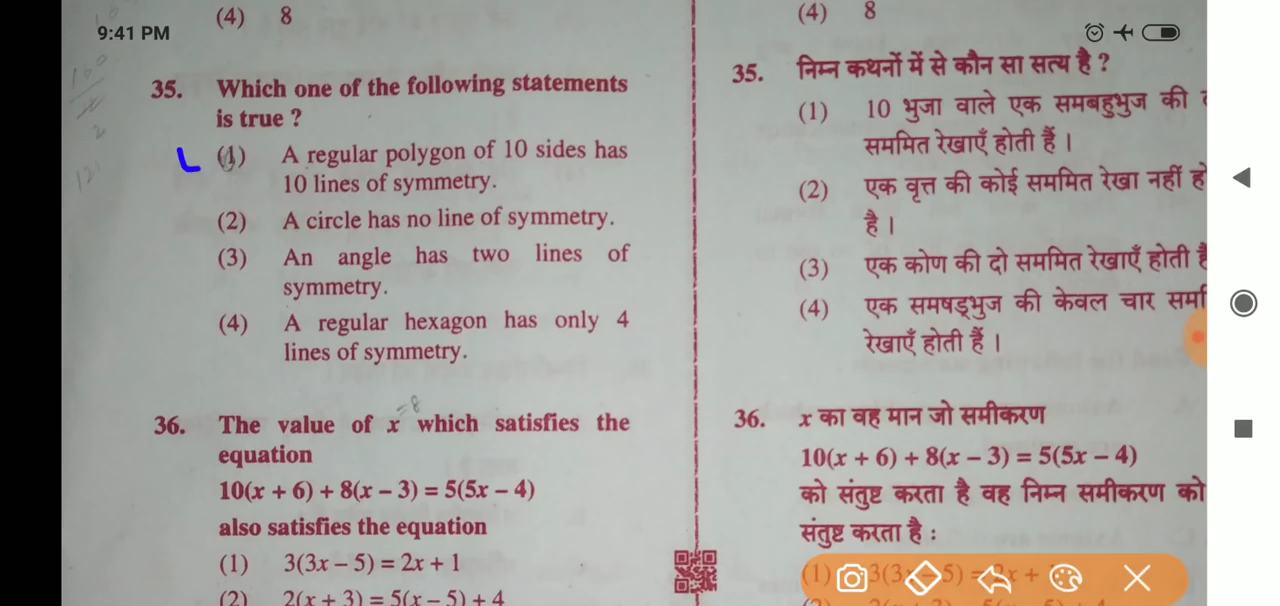 (4) 8
9:41 PM
35. Which one of the following statements
is true ?
(1) A regular polygon of 10 sides has
10 lines of symmetry.
(2) A circle has no line of symmetry.
(3) An angle has two lines of
symmetry.
(4) A regular hexagon has only 4
lines of symmetry.
=8
36. The value of x which satisfies the
equation
10(x + 6) + 8(x – 3) = 5(5x – 4)
also satisfies the equation
(1) 3(3x – 5) = 2x + 1
(2) 2(x + 3) = 5(x – 5) + 4
(4) 8
35. निम्न कथनों में से कौन सा सत्य है ?
(1) 10 भुजा वाले एक समबहुभुज की
सममित रेखाएँ होती हैं ।
(2) एक वृत्त की कोई सममित रेखा नहीं
है ।
(3) एक कोण की दो सममित रेखाएँ होती
(4) एक समषड्भुज की केवल चार
रेखाएँ होती हैं ।
36. x का वह मान जो समीकरण
10(x + 6) + 8(x – 3) = 5(5x – 4)
को संतुष्ट करता है वह निम्न समीकरण को
संतुष्ट करता है :
(1)